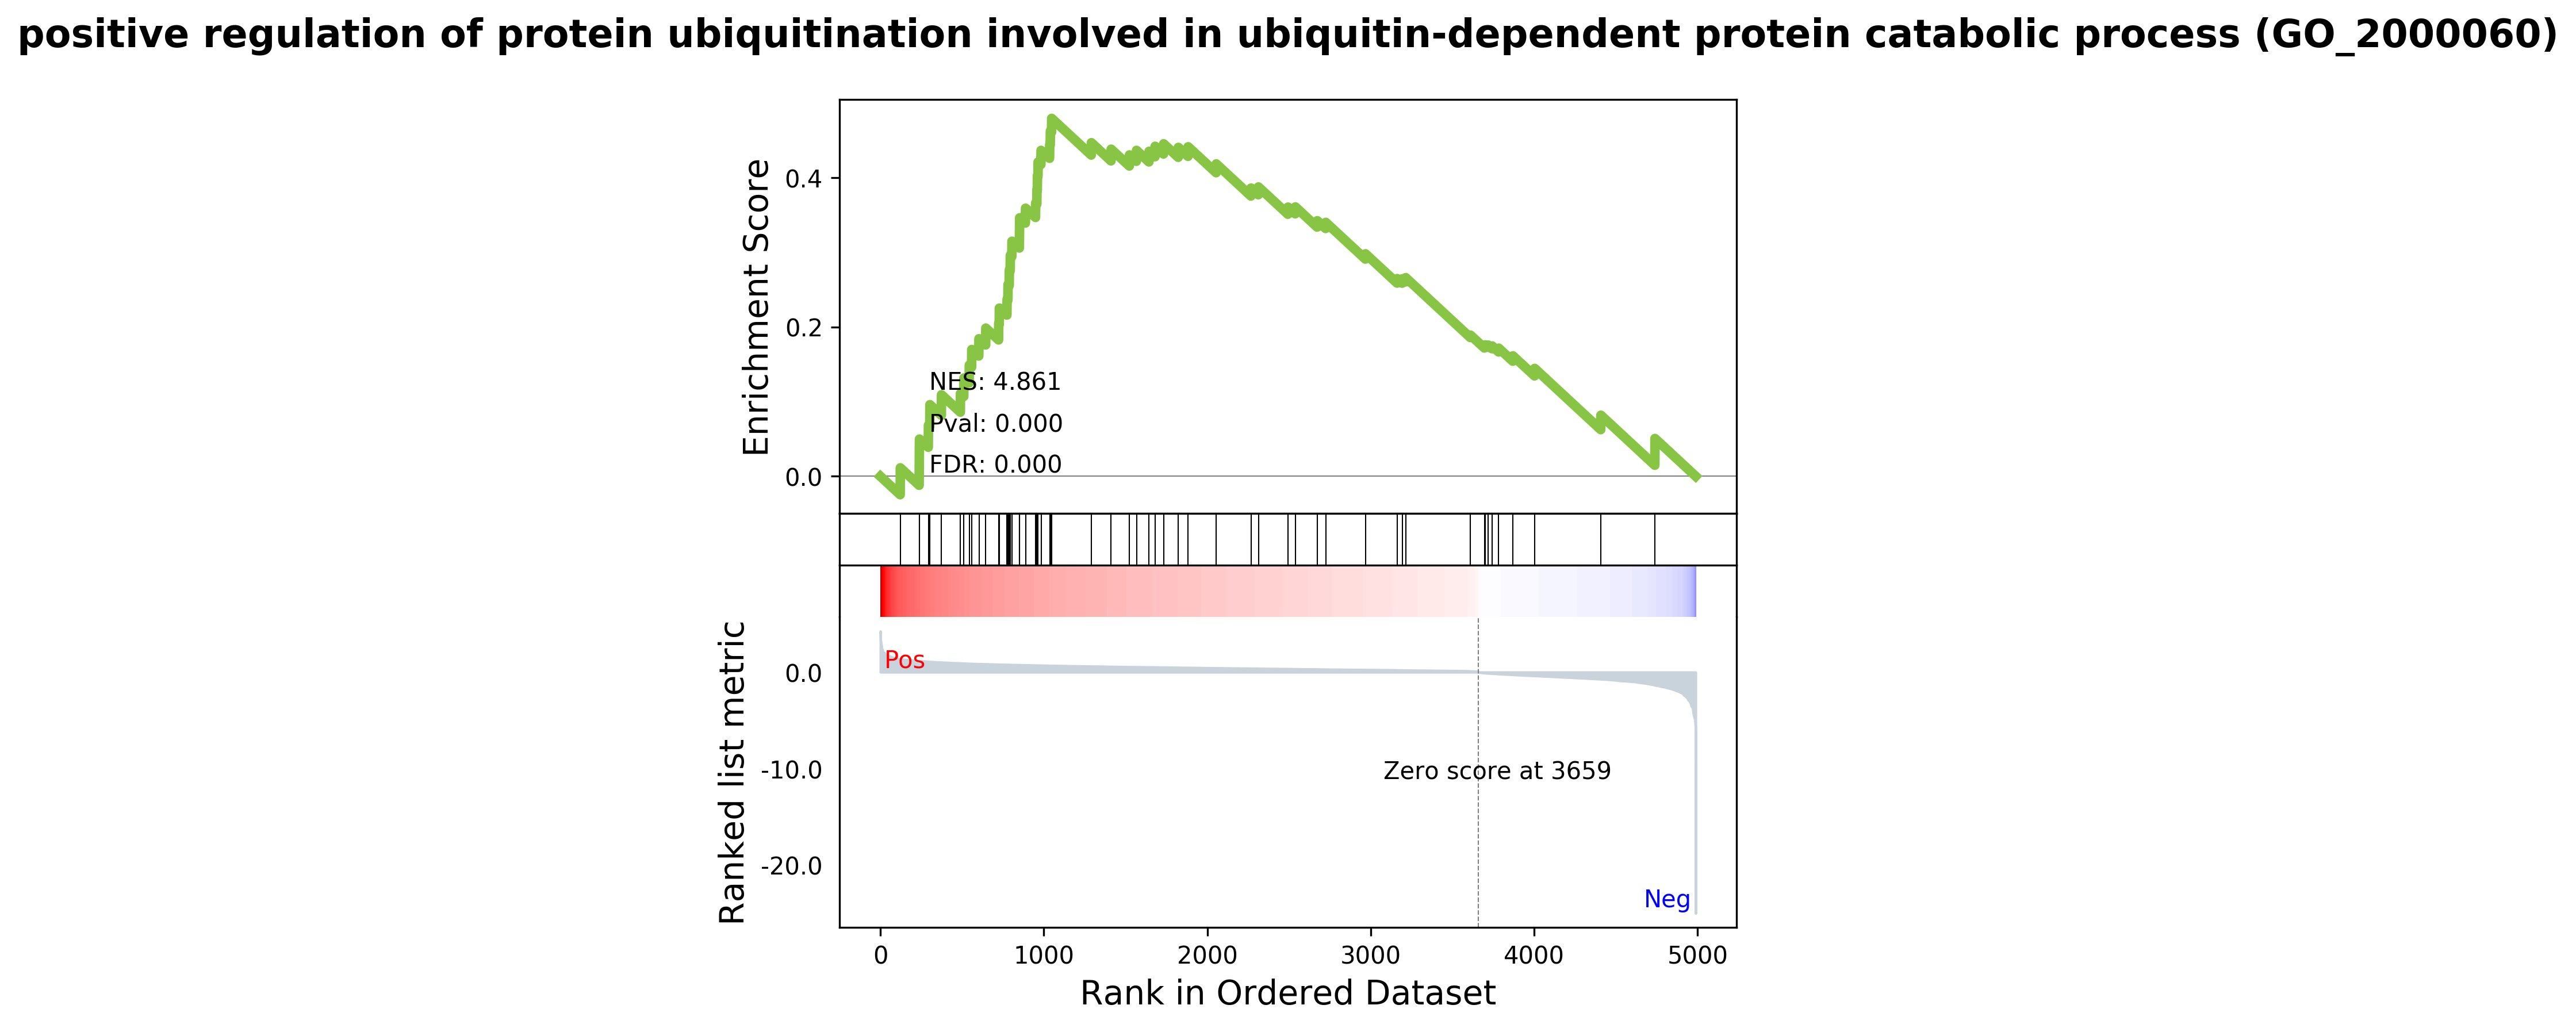 positive regulation of protein ubiquitination involved in ubiquitin-dependent protein catabolic process (GO_2000060)
Enrichment Score
0.4
0.2
0.0
NES: 4.861
Pval: 0.000
FDR: 0.000
Ranked list metric
0.0
-10.0
-20.0
Pos
Zero score at 3659
Neg
0 1000 2000 3000 4000 5000
Rank in Ordered Dataset